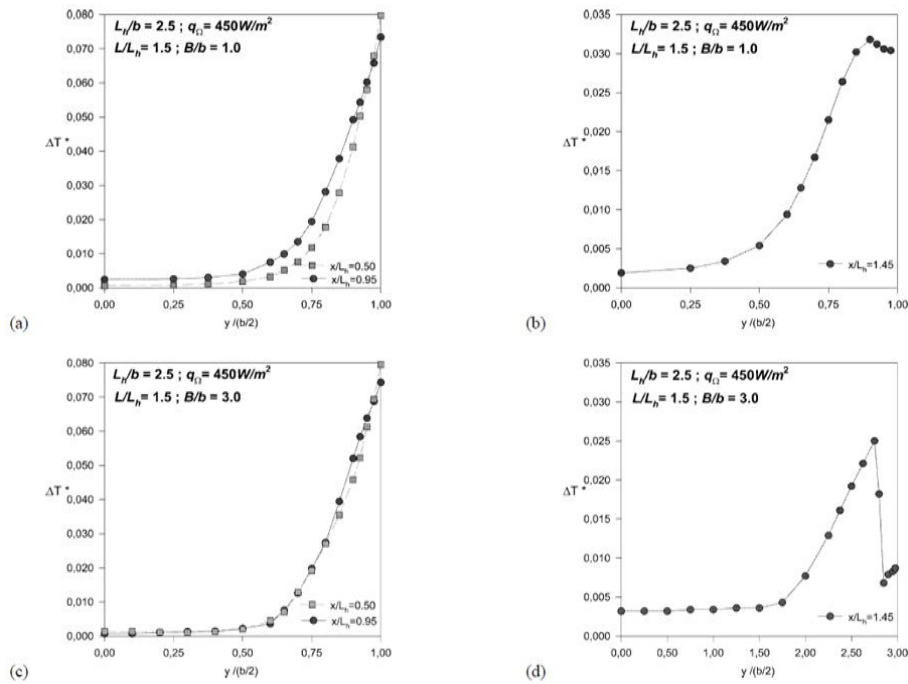 L_h/b = 2.5 ; q_Ω = 450W/m²
L/L_h = 1.5 ; B/b = 1.0
0,080
0,070
0,060
0,050
ΔT *
0,040
0,030
0,020
0,010
0,000
x/L_h=0.50
x/L_h=0.95
0,00 0,25 0,50 0,75 1,00
y /(b/2)
(a)
L_h/b = 2.5 ; q_Ω = 450W/m²
L/L_h = 1.5 ; B/b = 1.0
0,035
0,030
0,025
ΔT *
0,020
0,015
0,010
0,005
0,000
x/L_h=1.45
0,00 0,25 0,50 0,75 1,00
y /(b/2)
(b)
L_h/b = 2.5 ; q_Ω = 450W/m²
L/L_h = 1.5 ; B/b = 3.0
0,080
0,070
0,060
0,050
ΔT *
0,040
0,030
0,020
0,010
0,000
x/L_h=0.50
x/L_h=0.95
0,00 0,25 0,50 0,75 1,00
y /(b/2)
(c)
L_h/b = 2.5 ; q_Ω = 450W/m²
L/L_h = 1.5 ; B/b = 3.0
0,035
0,030
0,025
ΔT *
0,020
0,015
0,010
0,005
0,000
x/L_h=1.45
0,00 0,50 1,00 1,50 2,00 2,50 3,00
y /(b/2)
(d)